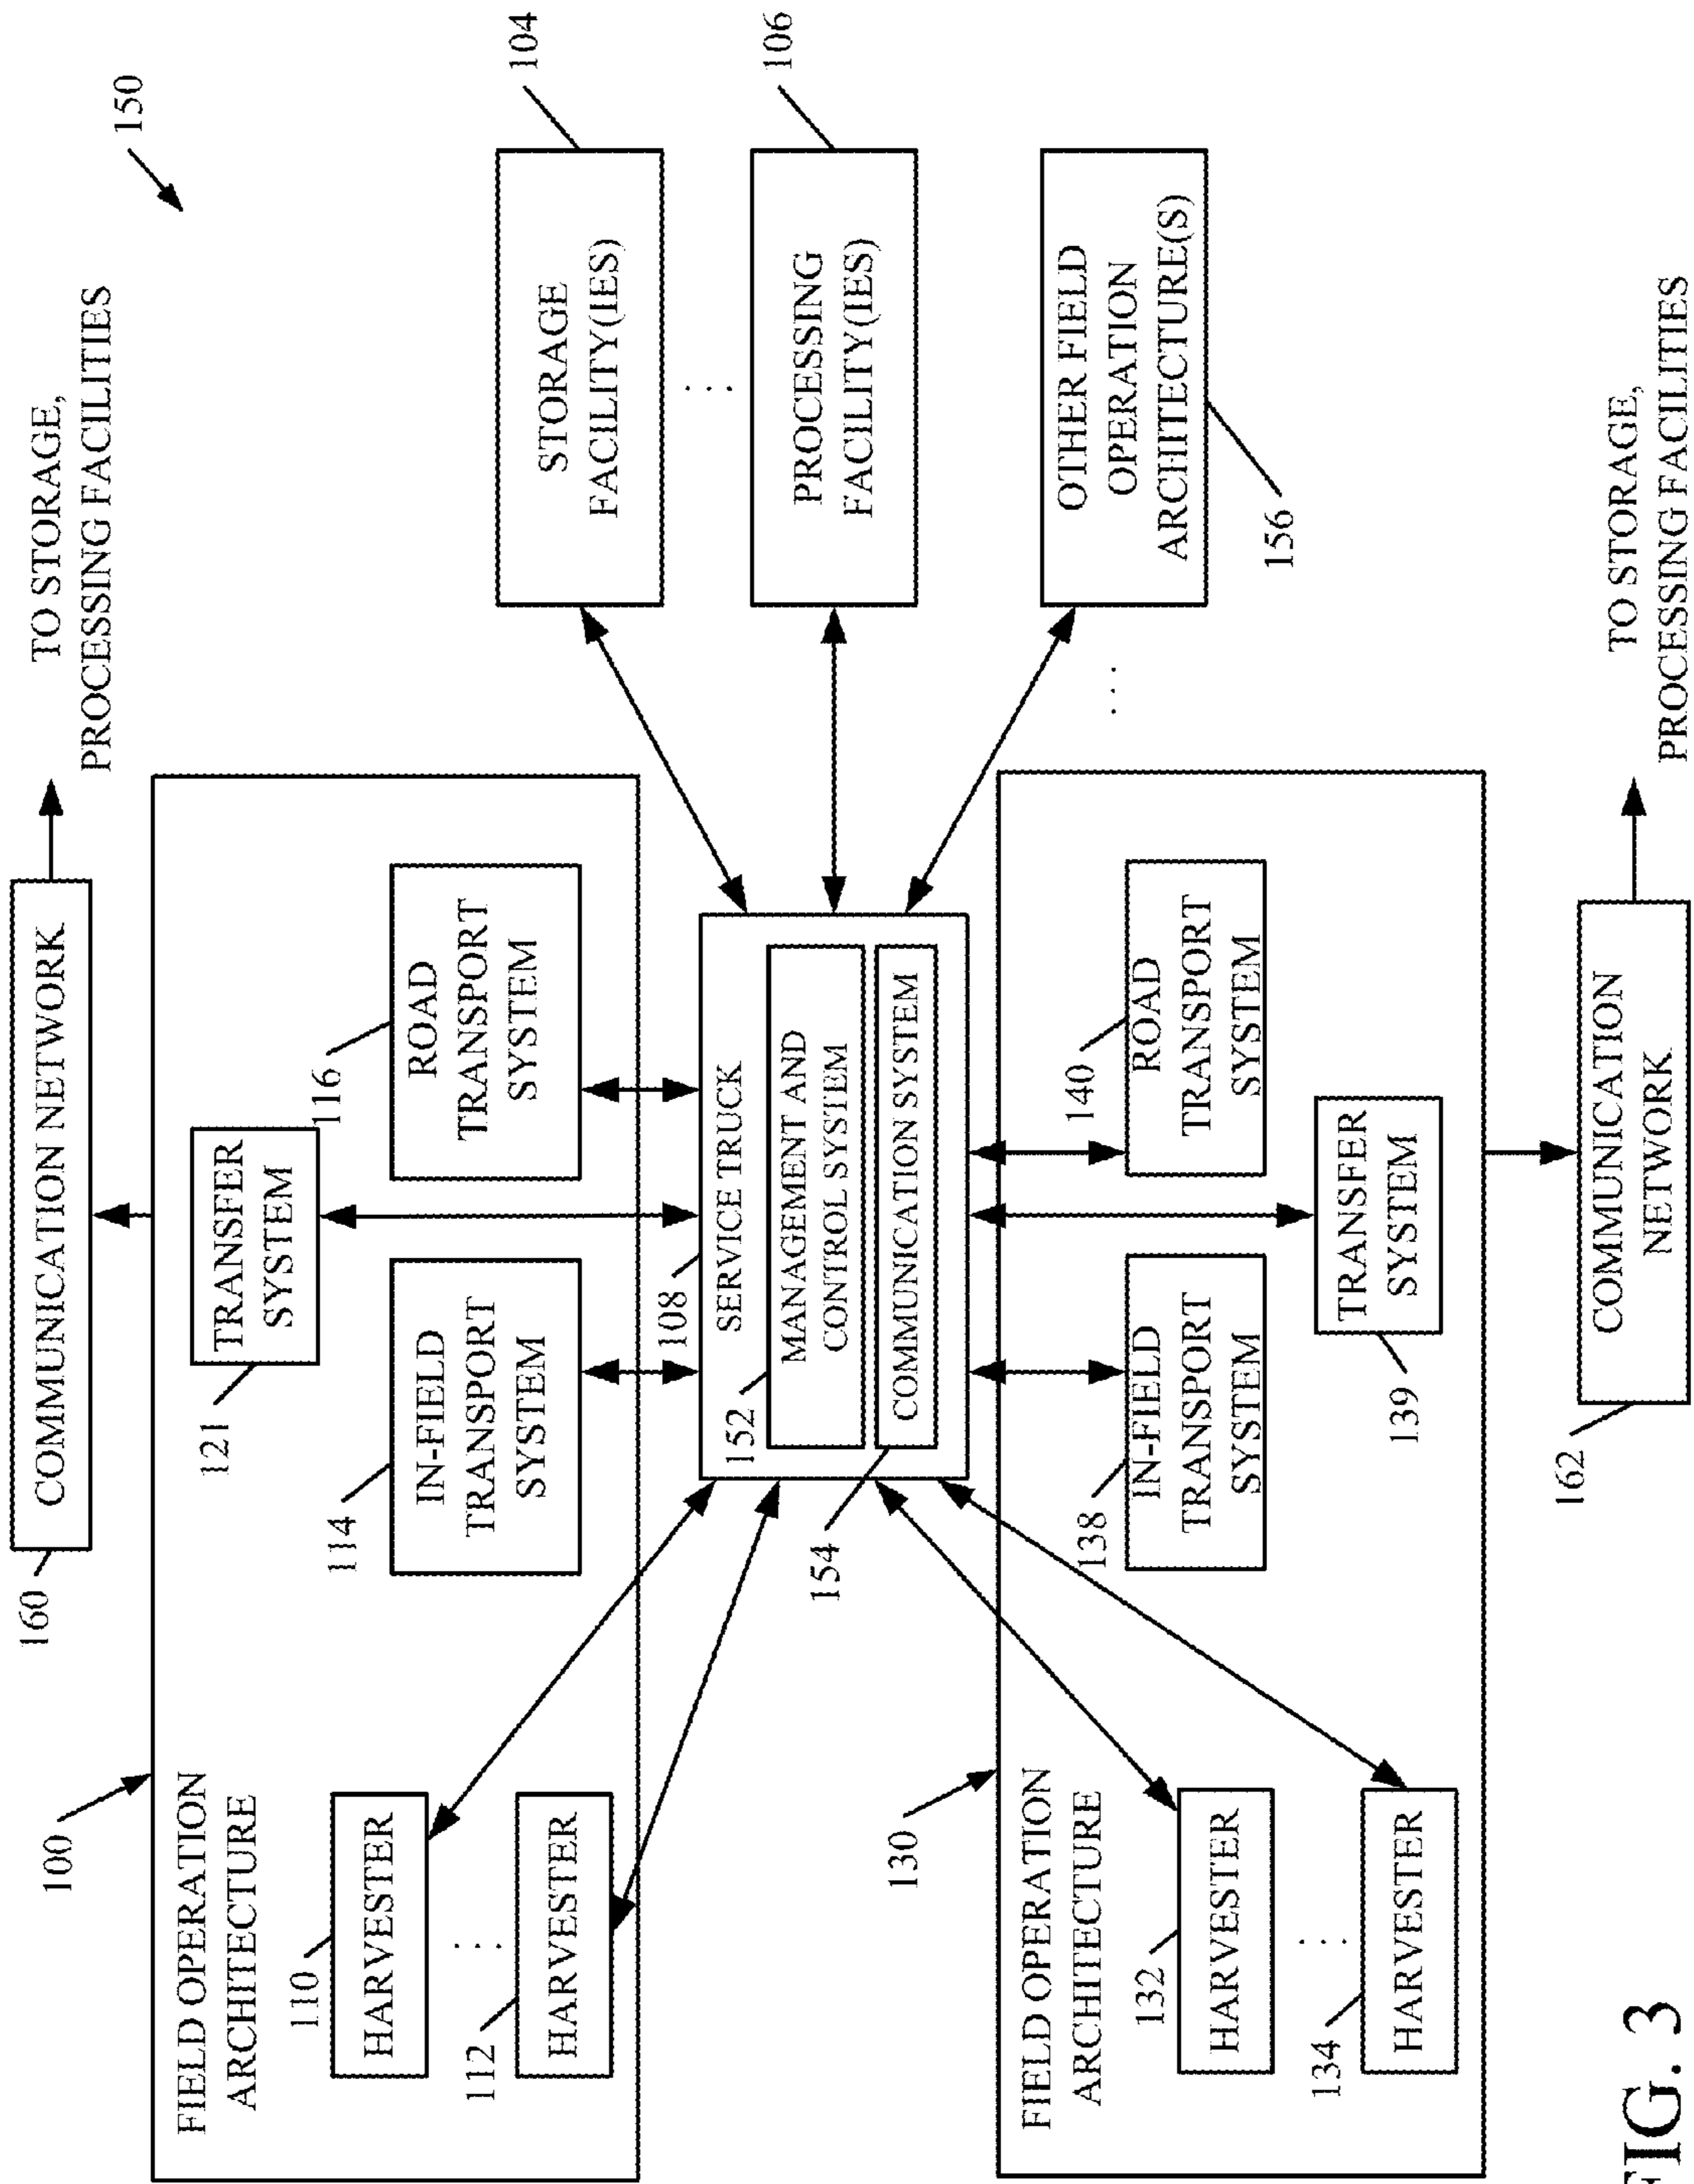 160
COMMUNICATION NETWORK
TO STORAGE,
PROCESSING FACILITIES
150
100
FIELD OPERATION
ARCHITECTURE
110
HARVESTER
...
112
HARVESTER
121
TRANSFER
SYSTEM
114
IN-FIELD
TRANSPORT
SYSTEM
116
ROAD
TRANSPORT
SYSTEM
108
SERVICE TRUCK
152
MANAGEMENT AND
CONTROL SYSTEM
154
COMMUNICATION SYSTEM
104
STORAGE
FACILITY(IES)
...
106
PROCESSING
FACILITY(IES)
...
OTHER FIELD
OPERATION
ARCHITECTURE(S)
156
130
FIELD OPERATION
ARCHITECTURE
132
HARVESTER
...
134
HARVESTER
138
IN-FIELD
TRANSPORT
SYSTEM
140
ROAD
TRANSPORT
SYSTEM
139
TRANSFER
SYSTEM
162
COMMUNICATION
NETWORK
TO STORAGE,
PROCESSING FACILITIES
FIG. 3